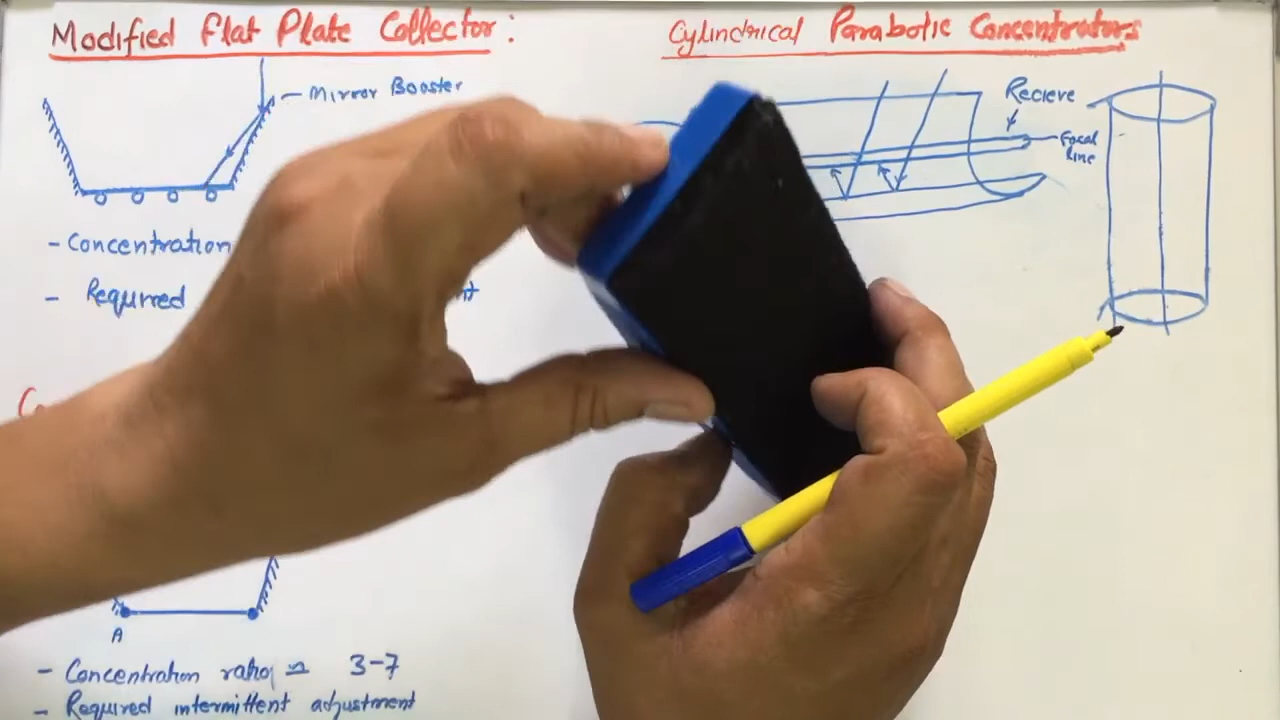 Modified Flat Plate Collector:
Mirror Booster
- Concentration
- Requrred
A
- Concentration ratio ≃ 3-7
- Required intermittent adjustment
Cylindrical Parabolic Concentrators
Recieve
Focal
line